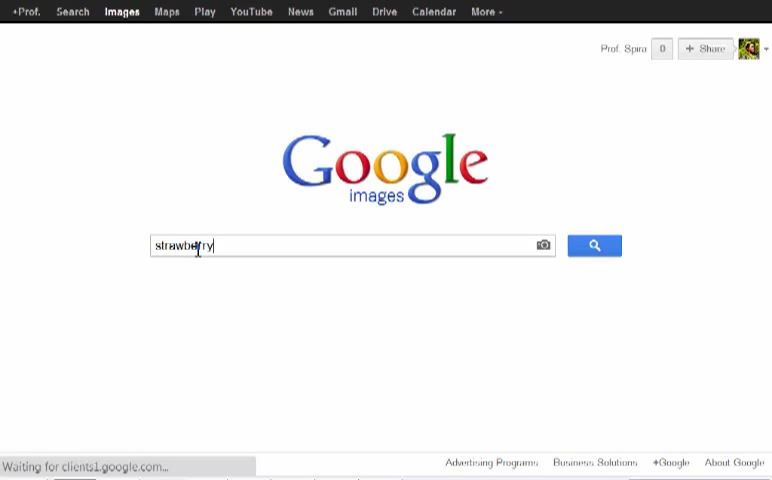 +Prof. Search Images Maps Play YouTube News Gmail Drive Calendar More
Prof. Spira 0 + Share
Google
images
strawberry
Waiting for clients1.google.com...
Advertising Programs Business Solutions +Google About Google